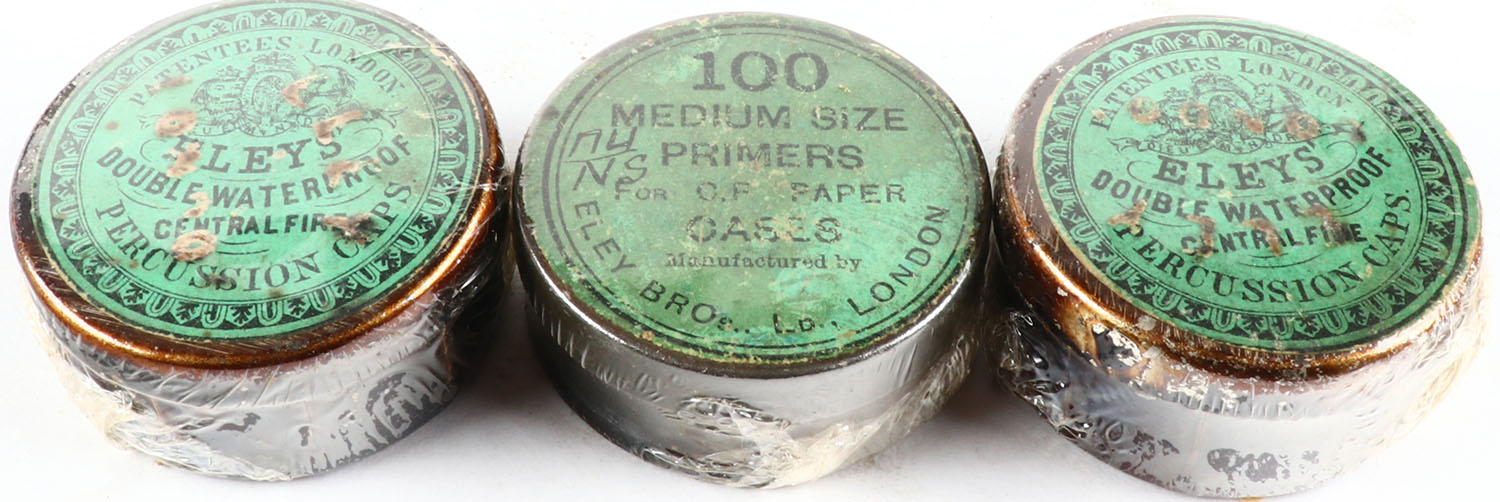 PATENTEES LONDON
ELEYS'
DOUBLE WATERPROOF
CENTRAL FIRE
PERCUSSION CAPS
100
MEDIUM SIZE
PRIMERS
FOR C.F. PAPER
CASES
Manufactured by
ELEY BROS., LD., LONDON
PATENTEES LONDON
ELEYS'
DOUBLE WATERPROOF
CENTRAL FIRE
PERCUSSION CAPS.